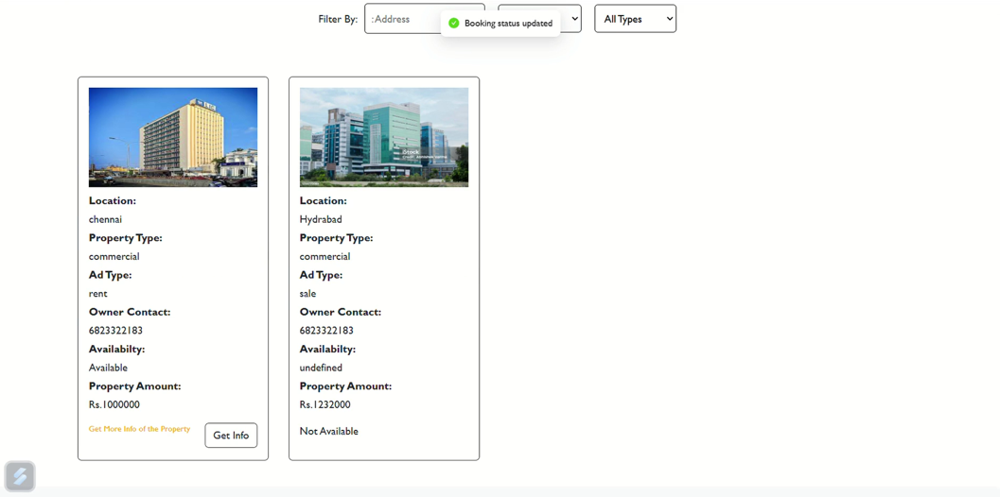 Filter By:
: Address
Booking status updated
All Types
iStock
Location:
chennai
Property Type:
commercial
Ad Type:
rent
Owner Contact:
6823322183
Availabilty:
Available
Property Amount:
Rs.1000000
Get More Info of the Property
Get Info
Location:
Hydrabad
Property Type:
commercial
Ad Type:
sale
Owner Contact:
6823322183
Availabilty:
undefined
Property Amount:
Rs.1232000
Not Available